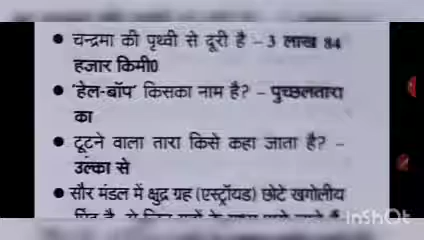 ● चन्द्रमा की पृथ्वी से दूरी है – 3 लाख 84
हजार किमी0
● 'हेल-बॉप' किसका नाम है? – पुच्छलतारा
का
● टूटने वाला तारा किसे कहा जाता है? –
उल्का से
● सौर मंडल में क्षुद्र ग्रह (एस्ट्रॉयड) छोटे खगोलीय
InShOt